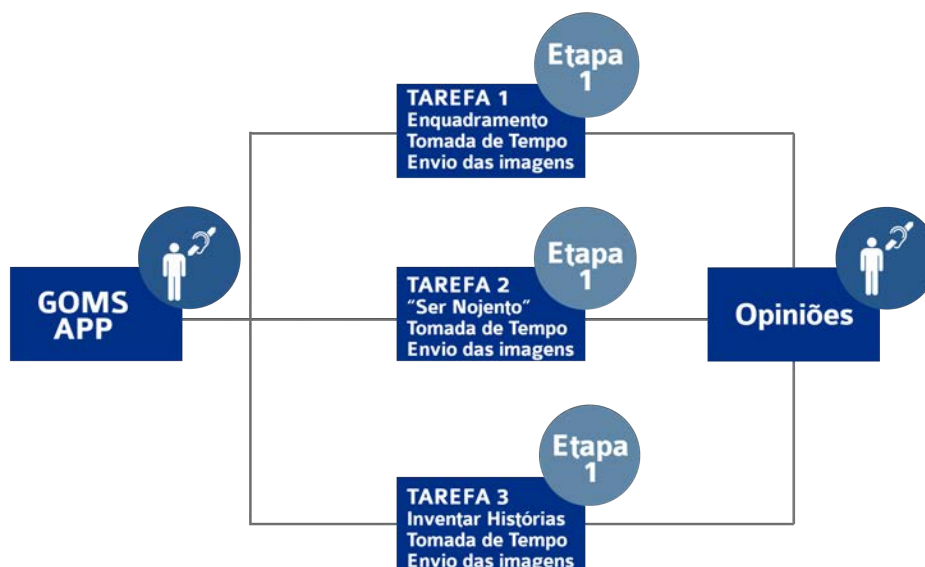 Etapa
1
TAREFA 1
Enquadramento
Tomada de Tempo
Envio das imagens
GOMS
APP
Etapa
1
TAREFA 2
“Ser Nojento”
Tomada de Tempo
Envio das imagens
Opiniões
Etapa
1
TAREFA 3
Inventar Histórias
Tomada de Tempo
Envio das imagens